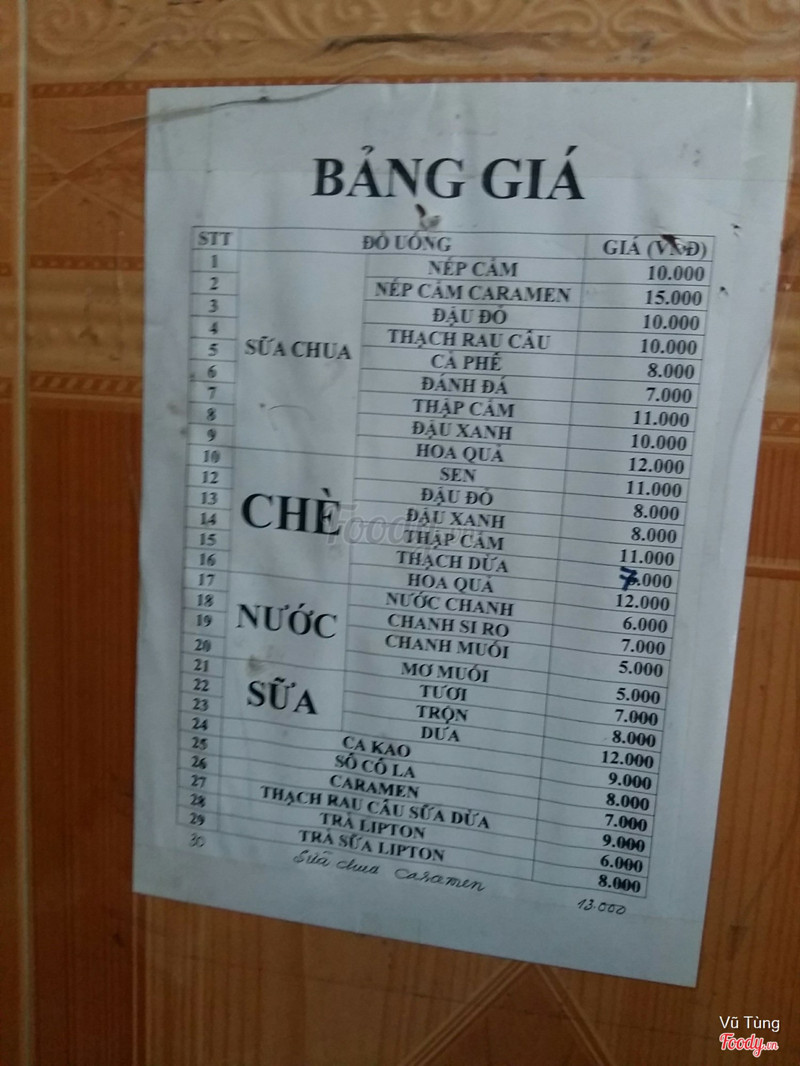 BẢNG GIÁ
STT ĐỒ UỐNG GIÁ (VNĐ)
1 NẾP CẨM 10.000
2 NẾP CẨM CARAMEN 15.000
3 ĐẬU ĐỎ 10.000
4 THẠCH RAU CÂU 10.000
5 SỮA CHUA CÀ PHÊ 8.000
6 ĐÁNH ĐÁ 7.000
7 THẬP CẨM 11.000
8 ĐẬU XANH 10.000
9 HOA QUẢ 12.000
10 SEN 11.000
12 ĐẬU ĐỎ 8.000
13 CHÈ ĐẬU XANH 8.000
14 THẬP CẨM 11.000
15 THẠCH DỪA 7.000
16 HOA QUẢ 12.000
17 NƯỚC CHANH 6.000
18 NƯỚC CHANH SI RO 7.000
19 CHANH MUỐI 5.000
20 MƠ MUỐI 5.000
21 TƯƠI 7.000
22 SỮA TRỘN 8.000
23 DƯA 12.000
24 CA KAO 9.000
25 SÔ CÔ LA 8.000
26 CARAMEN 7.000
27 THẠCH RAU CÂU SỮA DỪA 9.000
28 TRÀ LIPTON 6.000
29 TRÀ SỮA LIPTON 8.000
30 Sữa chua caramen 13.000
Foody.vn
Vũ Tùng
Foody.vn